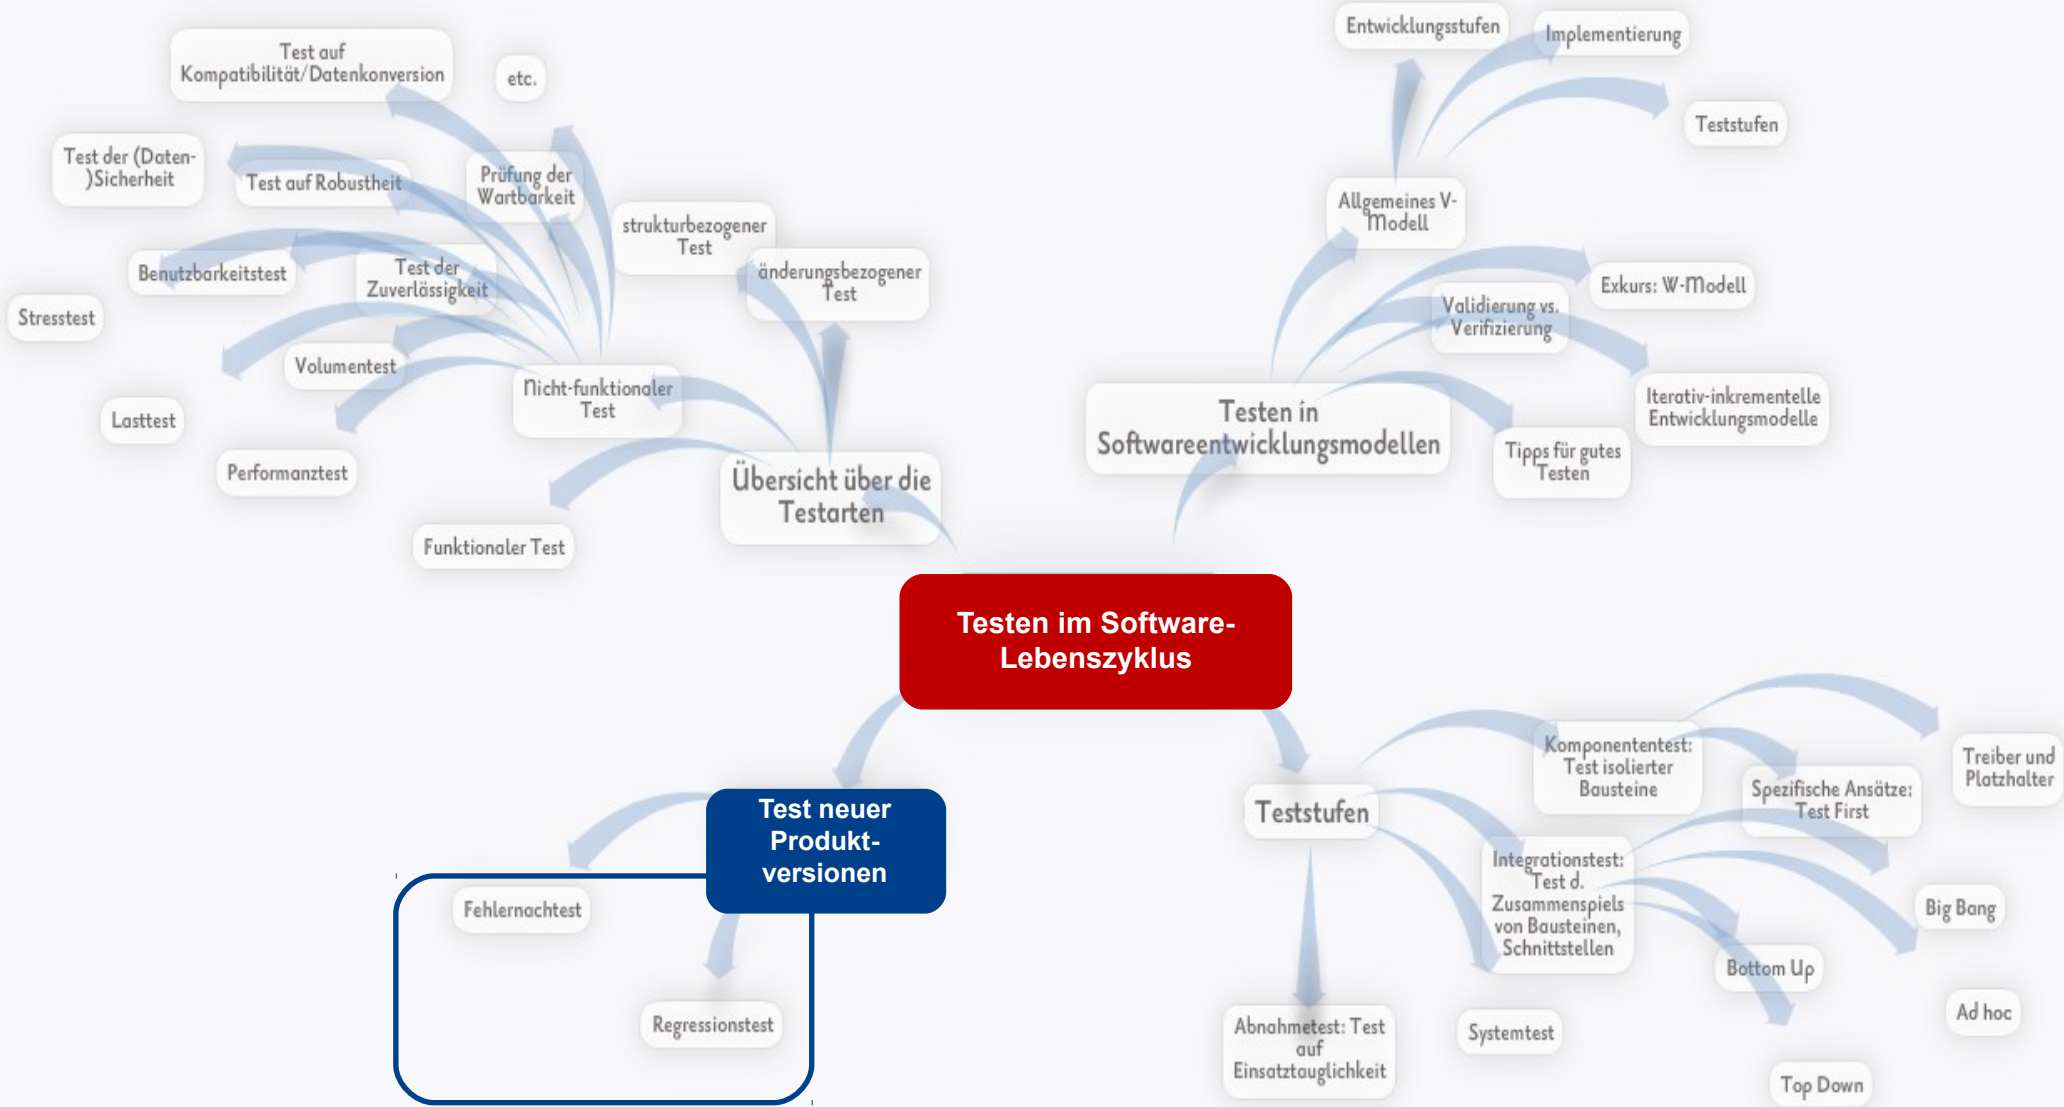 Test auf
Kompatibilität/Datenkonversion
etc.
Test der (Daten-
)Sicherheit
Test auf Robustheit
Prüfung der
Wartbarkeit
strukturbezogener
Test
änderungsbezogener
Test
Benutzbarkeitstest
Test der
Zuverlässigkeit
Stresstest
Volumentest
Lasttest
Performanztest
Nicht-funktionaler
Test
Funktionaler Test
Übersicht über die
Testarten
Entwicklungsstufen
Implementierung
Teststufen
Allgemeines V-
Modell
Exkurs: W-Modell
Validierung vs.
Verifizierung
Iterativ-inkrementelle
Entwicklungsmodelle
Tipps für gutes
Testen
Testen in
Softwareentwicklungsmodellen
Testen im Software-
Lebenszyklus
Test neuer
Produkt-
versionen
Fehlernachtest
Regressionstest
Teststufen
Komponententest:
Test isolierter
Bausteine
Treiber und
Platzhalter
Spezifische Ansätze:
Test First
Integrationstest:
Test d.
Zusammenspiels
von Bausteinen,
Schnittstellen
Big Bang
Bottom Up
Ad hoc
Top Down
Systemtest
Abnahmetest: Test
auf
Einsatztauglichkeit